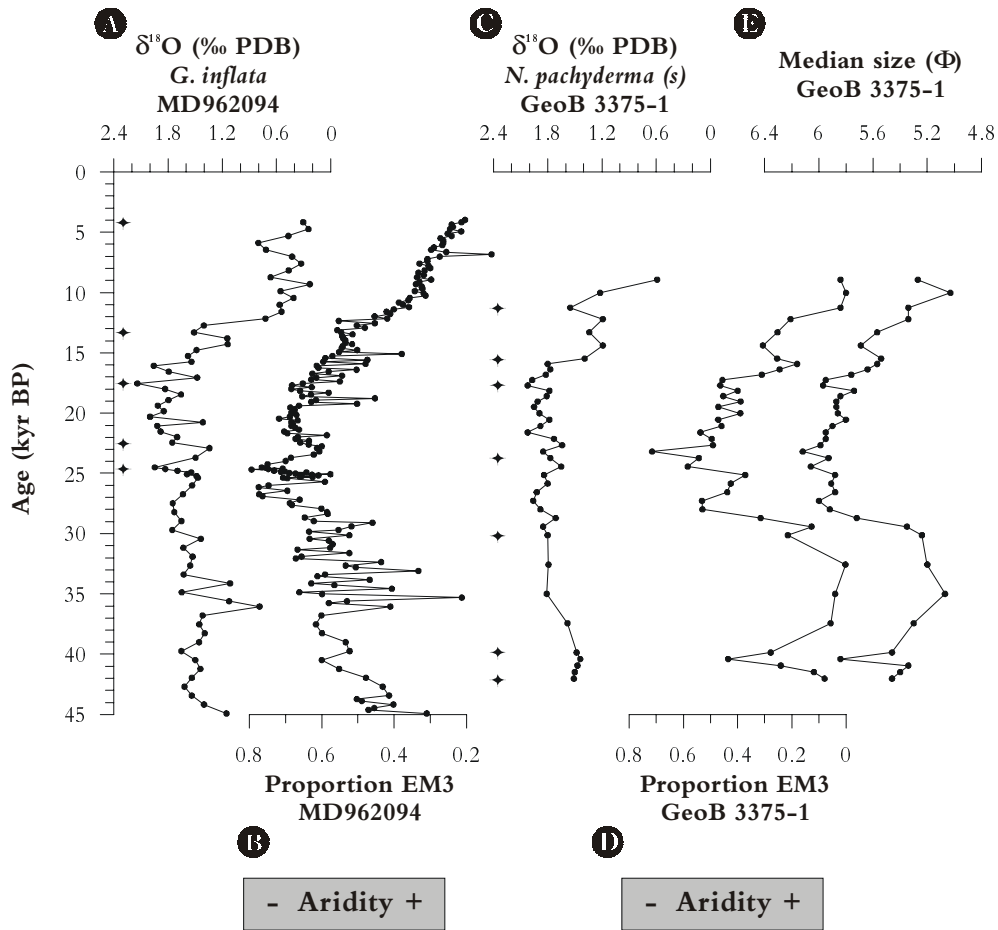 A C E
δ¹⁸O (‰ PDB) δ¹⁸O (‰ PDB) Median size (Φ)
G. inflata N. pachyderma (s) GeoB 3375-1
MD962094 GeoB 3375-1
2.4 1.8 1.2 0.6 0 2.4 1.8 1.2 0.6 0 6.4 6 5.6 5.2 4.8
0
5
10
15
20
25
30
35
40
45
Age (kyr BP)
0.8 0.6 0.4 0.2 0.8 0.6 0.4 0.2 0
Proportion EM3 Proportion EM3
MD962094 GeoB 3375-1
B D
- Aridity + - Aridity +